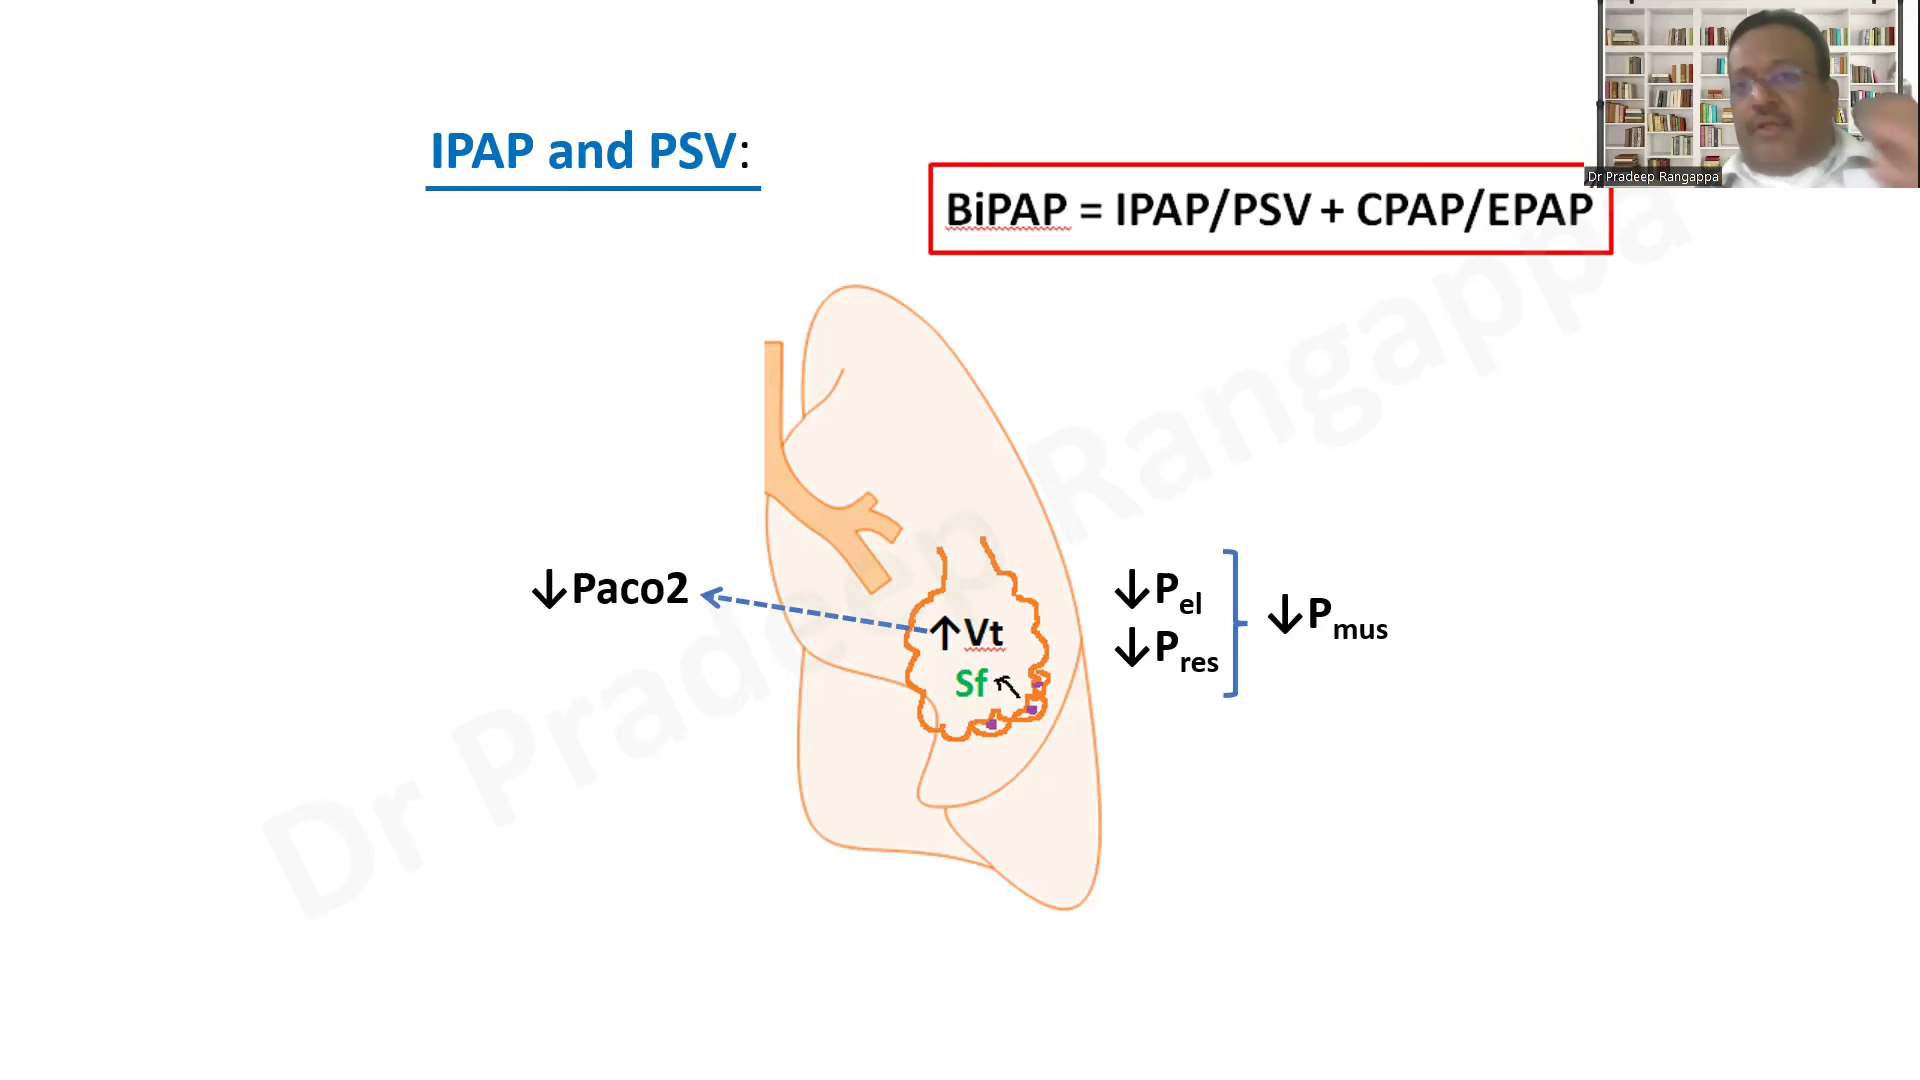 IPAP and PSV:
BiPAP = IPAP/PSV + CPAP/EPAP
Dr Pradeep Rangappa
↓Paco2
↑Vt
Sf
↓Pel
↓Pres
↓Pmus
Dr Pradeep Rangappa